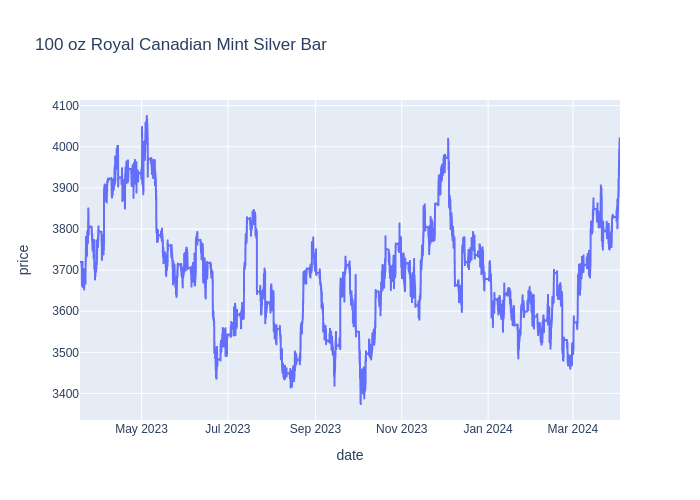 100 oz Royal Canadian Mint Silver Bar
4100
4000
3900
3800
3700
3600
3500
3400
price
May 2023 Jul 2023 Sep 2023 Nov 2023 Jan 2024 Mar 2024
date